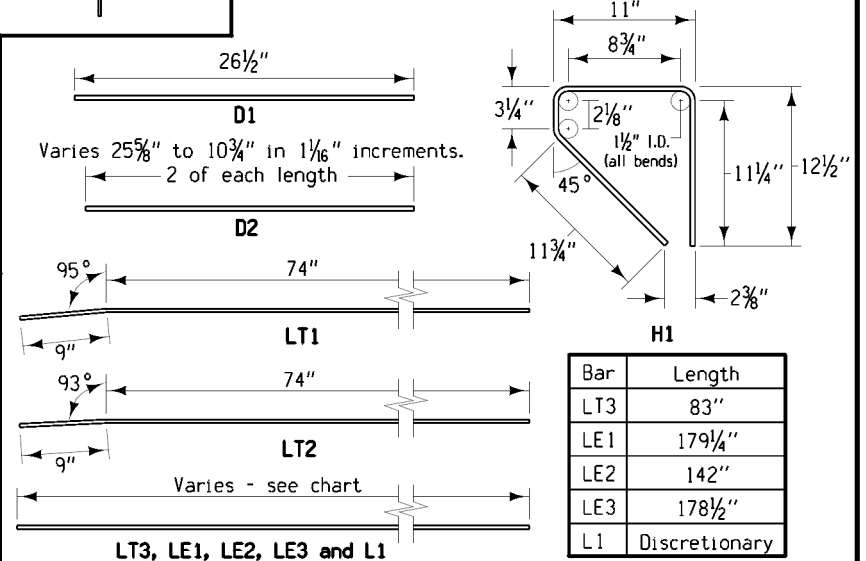 26½"
D1
Varies 25⅝" to 10¾" in 1 1/16" increments.
2 of each length
D2
95°
74"
9"
LT1
93°
74"
9"
LT2
Varies - see chart
LT3, LE1, LE2, LE3 and L1
11"
8¾"
3¼"
2⅛"
1½" I.D.
(all bends)
45°
11¼"
12½"
11¾"
2⅜"
H1
Bar Length
LT3 83"
LE1 179¼"
LE2 142"
LE3 178½"
L1 Discretionary